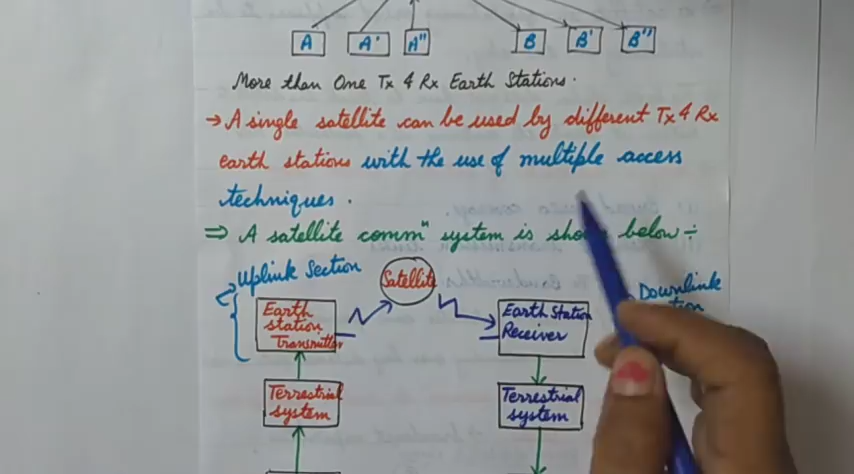 A A' A" B B' B"
More than One Tx & Rx Earth Stations.
→ A single satellite can be used by different Tx & Rx
earth stations with the use of multiple access
techniques.
⇒ A satellite commⁿ system is shown below ÷
Uplink Section
Satellite
Downlink
Earth
station
Transmitter
Earth Station
Receiver
Terrestrial
system
Terrestrial
system